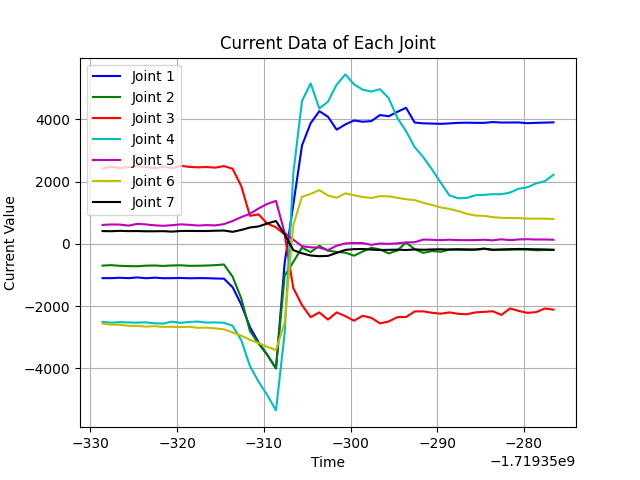 Current Data of Each Joint
Joint 1
Joint 2
Joint 3
Joint 4
Joint 5
Joint 6
Joint 7
4000
2000
0
−2000
−4000
Current Value
−330 −320 −310 −300 −290 −280
Time
−1.71935e9